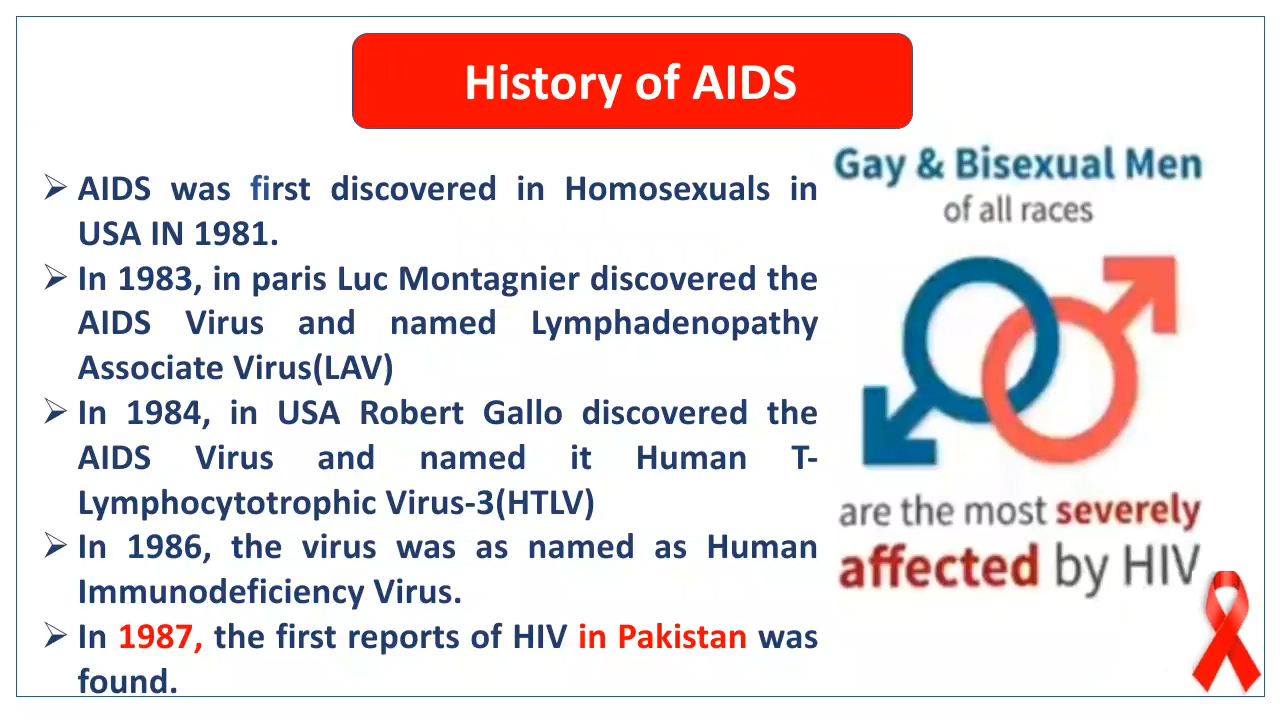 History of AIDS
➢ AIDS was first discovered in Homosexuals in
USA IN 1981.
➢ In 1983, in paris Luc Montagnier discovered the
AIDS Virus and named Lymphadenopathy
Associate Virus(LAV)
➢ In 1984, in USA Robert Gallo discovered the
AIDS Virus and named it Human T-
Lymphocytotrophic Virus-3(HTLV)
➢ In 1986, the virus was as named as Human
Immunodeficiency Virus.
➢ In 1987, the first reports of HIV in Pakistan was
found.
Gay & Bisexual Men
of all races
are the most severely
affected by HIV